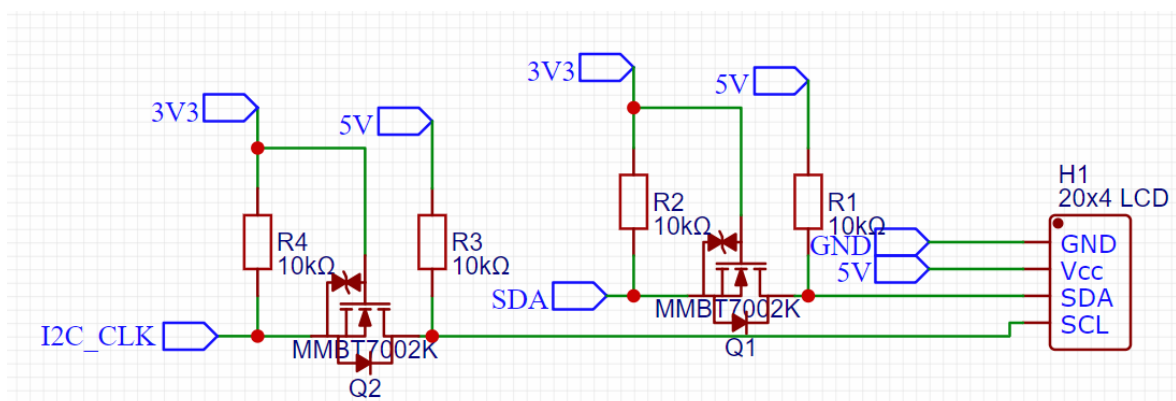 3V3
5V
R4
10kΩ
R3
10kΩ
I2C_CLK
MMBT7002K
Q2
3V3
5V
R2
10kΩ
R1
10kΩ
SDA
MMBT7002K
Q1
GND
5V
H1
20x4 LCD
GND
Vcc
SDA
SCL